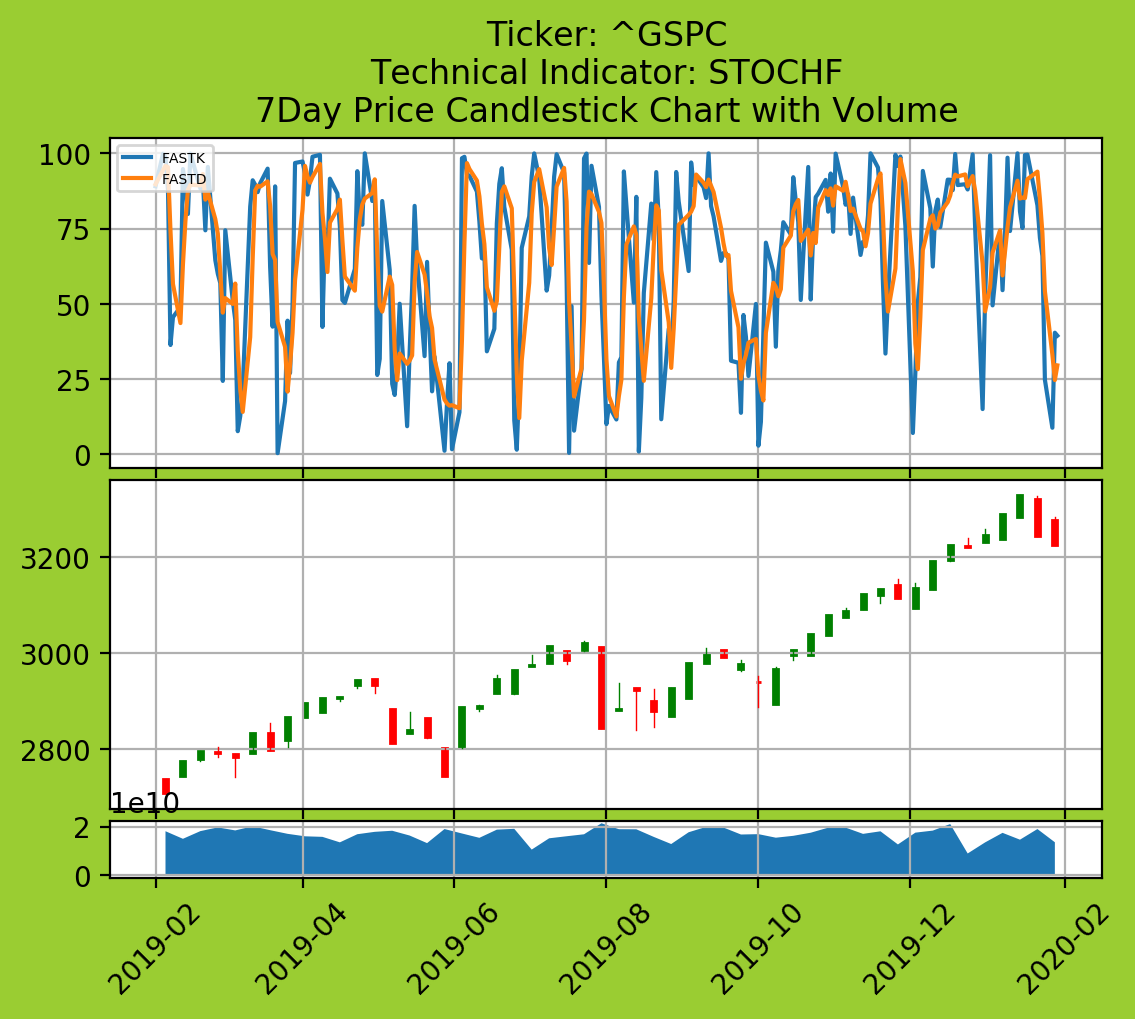 Ticker: ^GSPC
Technical Indicator: STOCHF
7Day Price Candlestick Chart with Volume
FASTK
FASTD
100
75
50
25
0
3200
3000
2800
1e10
2
0
2019-02
2019-04
2019-06
2019-08
2019-10
2019-12
2020-02